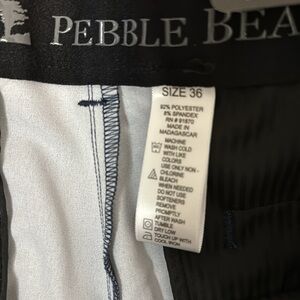 PEBBLE BEA
SIZE 36
92% POLYESTER
8% SPANDEX
RN # 91870
MADE IN
MADAGASCAR
MACHINE
WASH COLD
WITH LIKE
COLORS
USE ONLY NON -
CHLORINE
BLEACH
WHEN NEEDED
DO NOT USE
SOFTENERS
REMOVE
PROMPTLY
AFTER WASH
TUMBLE
DRY LOW
TOUCH UP WITH
COOL IRON